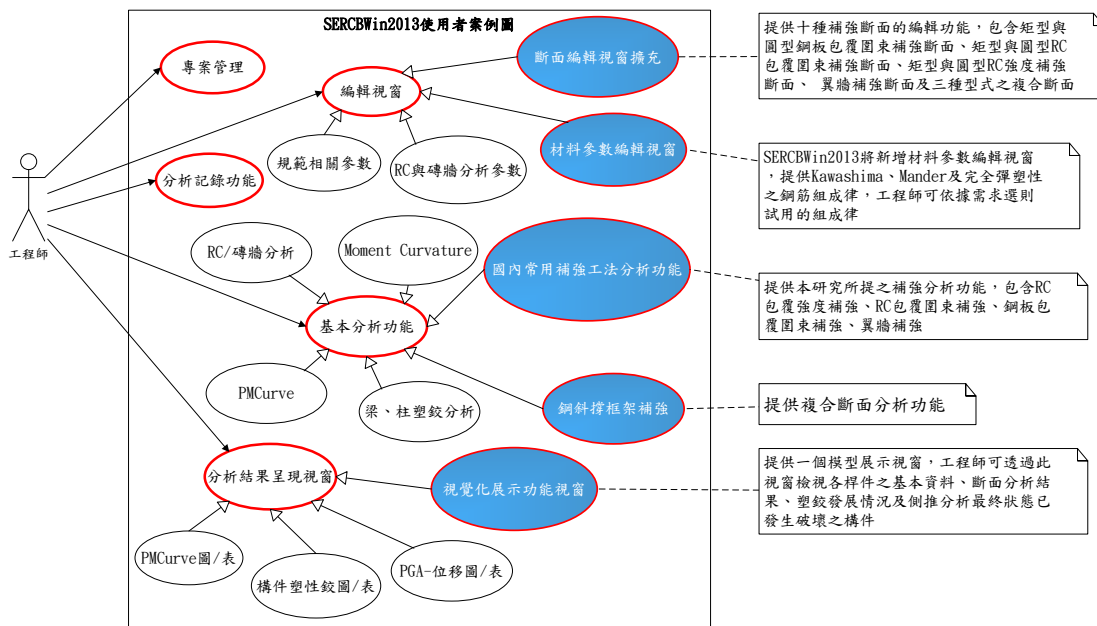 SERCBWin2013使用者案例圖
工程師
專案管理
編輯視窗
規范相關參數
RC與磚牆分析參數
分析記錄功能
斷面編輯視窗擴充
材料參數編輯視窗
RC/磚牆分析
Moment Curvature
國內常用補強工法分析功能
基本分析功能
PMCurve
梁、柱塑鉸分析
鋼斜撐框架補強
分析結果呈現視窗
視覺化展示功能視窗
PMCurve圖/表
構件塑性鉸圖/表
PGA-位移圖/表
提供十種補強斷面的編輯功能，包含矩型與
圓型鋼板包覆圍束補強斷面、矩型與圓型RC
包覆圍束補強斷面、矩型與圓型RC強度補強
斷面、 翼牆補強斷面及三種型式之複合斷面
SERCBWin2013將新增材料參數編輯視窗
，提供Kawashima、Mander及完全彈塑性
之鋼筋組成律，工程師可依據需求選則
試用的組成律
提供本研究所提之補強分析功能，包含RC
包覆強度補強、RC包覆圍束補強、鋼板包
覆圍束補強、翼牆補強
提供複合斷面分析功能
提供一個模型展示視窗，工程師可透過此
視窗檢視各桿件之基本資料、斷面分析結
果、塑鉸發展情況及側推分析最終狀態已
發生破壞之構件